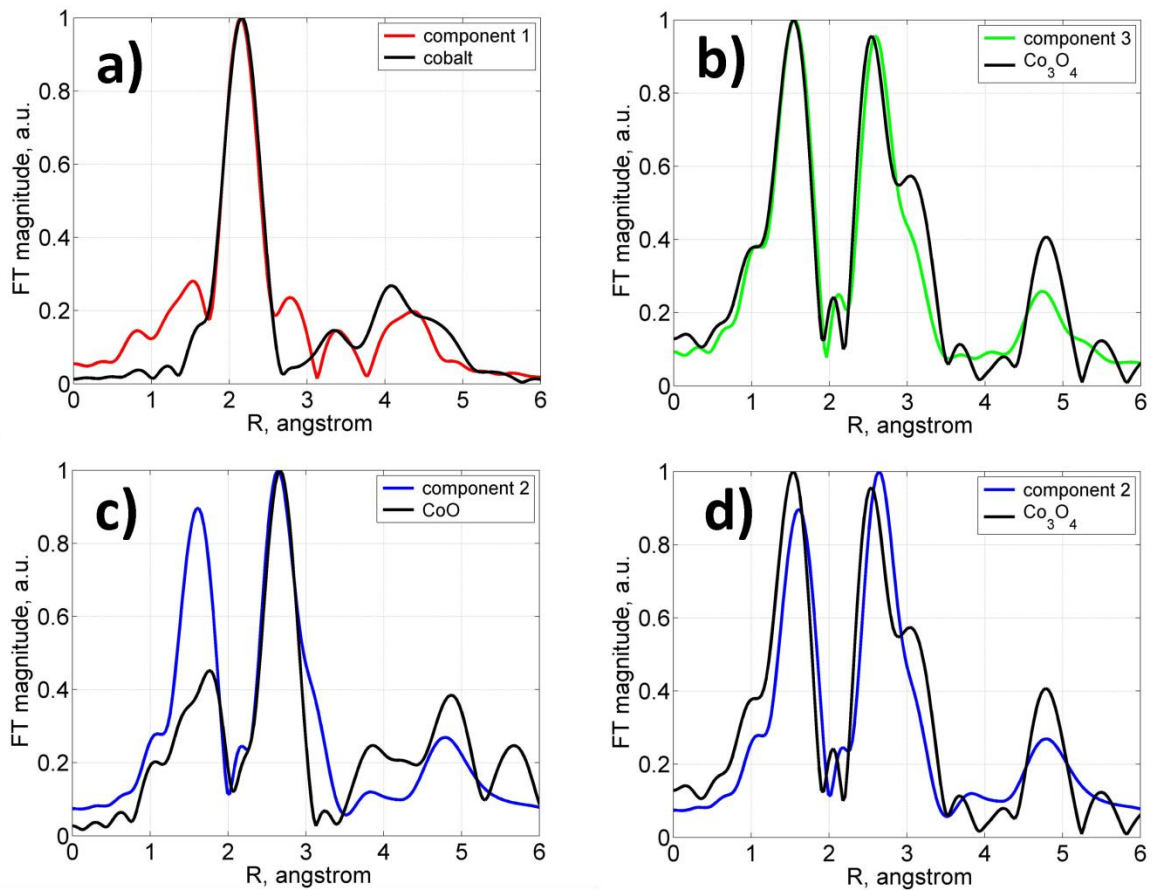 a)
component 1
cobalt
FT magnitude, a.u.
1
0.8
0.6
0.4
0.2
0
0 1 2 3 4 5 6
R, angstrom
b)
component 3
Co₃O₄
FT magnitude, a.u.
1
0.8
0.6
0.4
0.2
0
0 1 2 3 4 5 6
R, angstrom
c)
component 2
CoO
FT magnitude, a.u.
1
0.8
0.6
0.4
0.2
0
0 1 2 3 4 5 6
R, angstrom
d)
component 2
Co₃O₄
FT magnitude, a.u.
1
0.8
0.6
0.4
0.2
0
0 1 2 3 4 5 6
R, angstrom